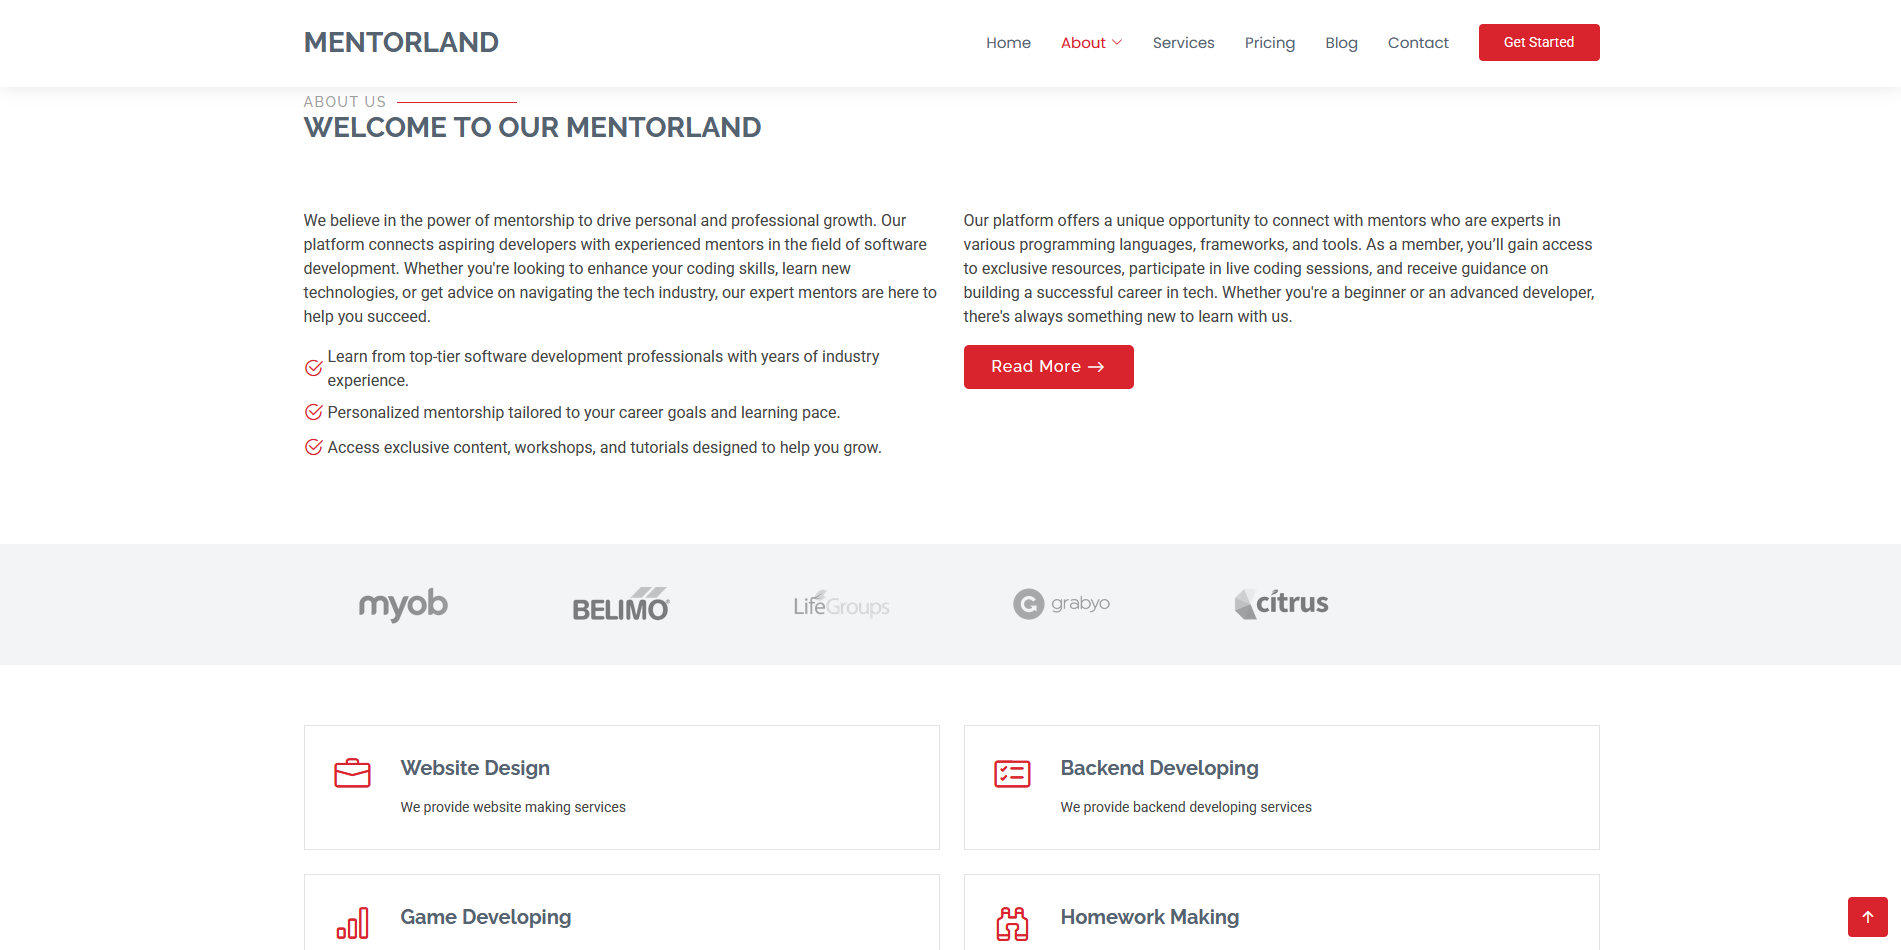 MENTORLAND
Home About Services Pricing Blog Contact Get Started
ABOUT US
WELCOME TO OUR MENTORLAND
We believe in the power of mentorship to drive personal and professional growth. Our
platform connects aspiring developers with experienced mentors in the field of software
development. Whether you're looking to enhance your coding skills, learn new
technologies, or get advice on navigating the tech industry, our expert mentors are here to
help you succeed.
Learn from top-tier software development professionals with years of industry
experience.
Personalized mentorship tailored to your career goals and learning pace.
Access exclusive content, workshops, and tutorials designed to help you grow.
Our platform offers a unique opportunity to connect with mentors who are experts in
various programming languages, frameworks, and tools. As a member, you’ll gain access
to exclusive resources, participate in live coding sessions, and receive guidance on
building a successful career in tech. Whether you're a beginner or an advanced developer,
there's always something new to learn with us.
Read More
myob BELIMO LifeGroups grabyo citrus
Website Design
We provide website making services
Backend Developing
We provide backend developing services
Game Developing
Homework Making